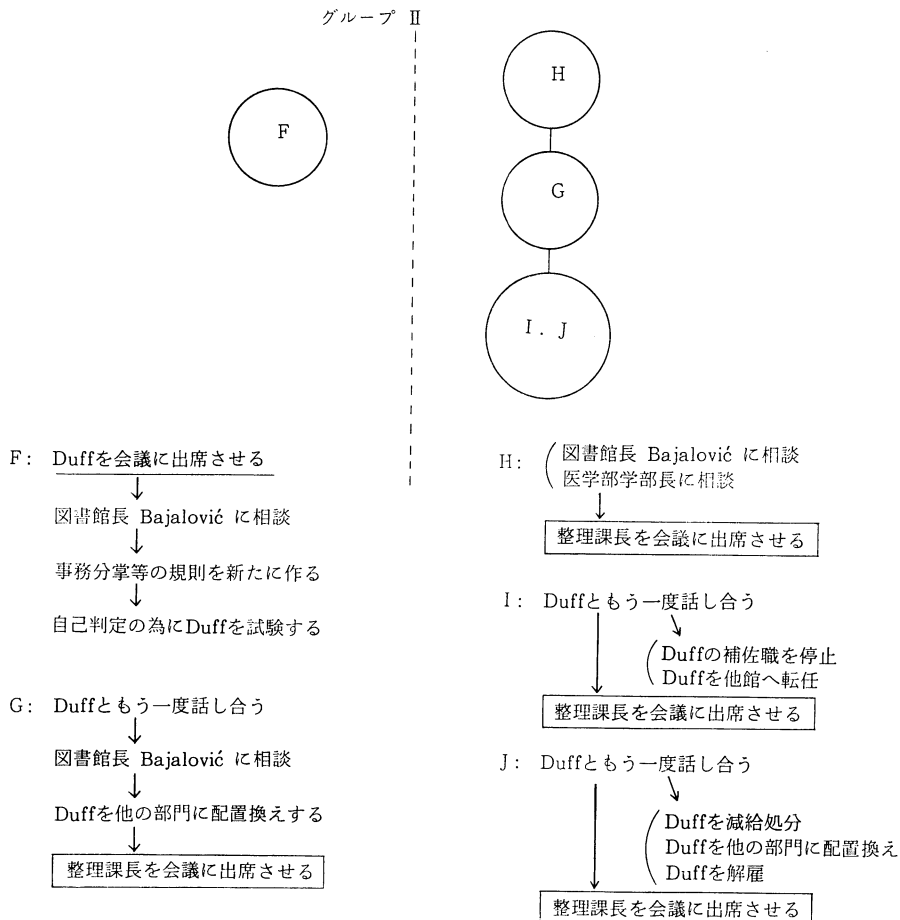 グループ Ⅱ
F
H
G
I. J
F: Duffを会議に出席させる
↓
図書館長 Bajalović に相談
↓
事務分掌等の規則を新たに作る
↓
自己判定の為にDuffを試験する
G: Duffともう一度話し合う
↓
図書館長 Bajalović に相談
↓
Duffを他の部門に配置換えする
↓
整理課長を会議に出席させる
H: 図書館長 Bajalović に相談
医学部学部長に相談
↓
整理課長を会議に出席させる
I: Duffともう一度話し合う
Duffの補佐職を停止
Duffを他館へ転任
整理課長を会議に出席させる
J: Duffともう一度話し合う
Duffを減給処分
Duffを他の部門に配置換え
Duffを解雇
整理課長を会議に出席させる